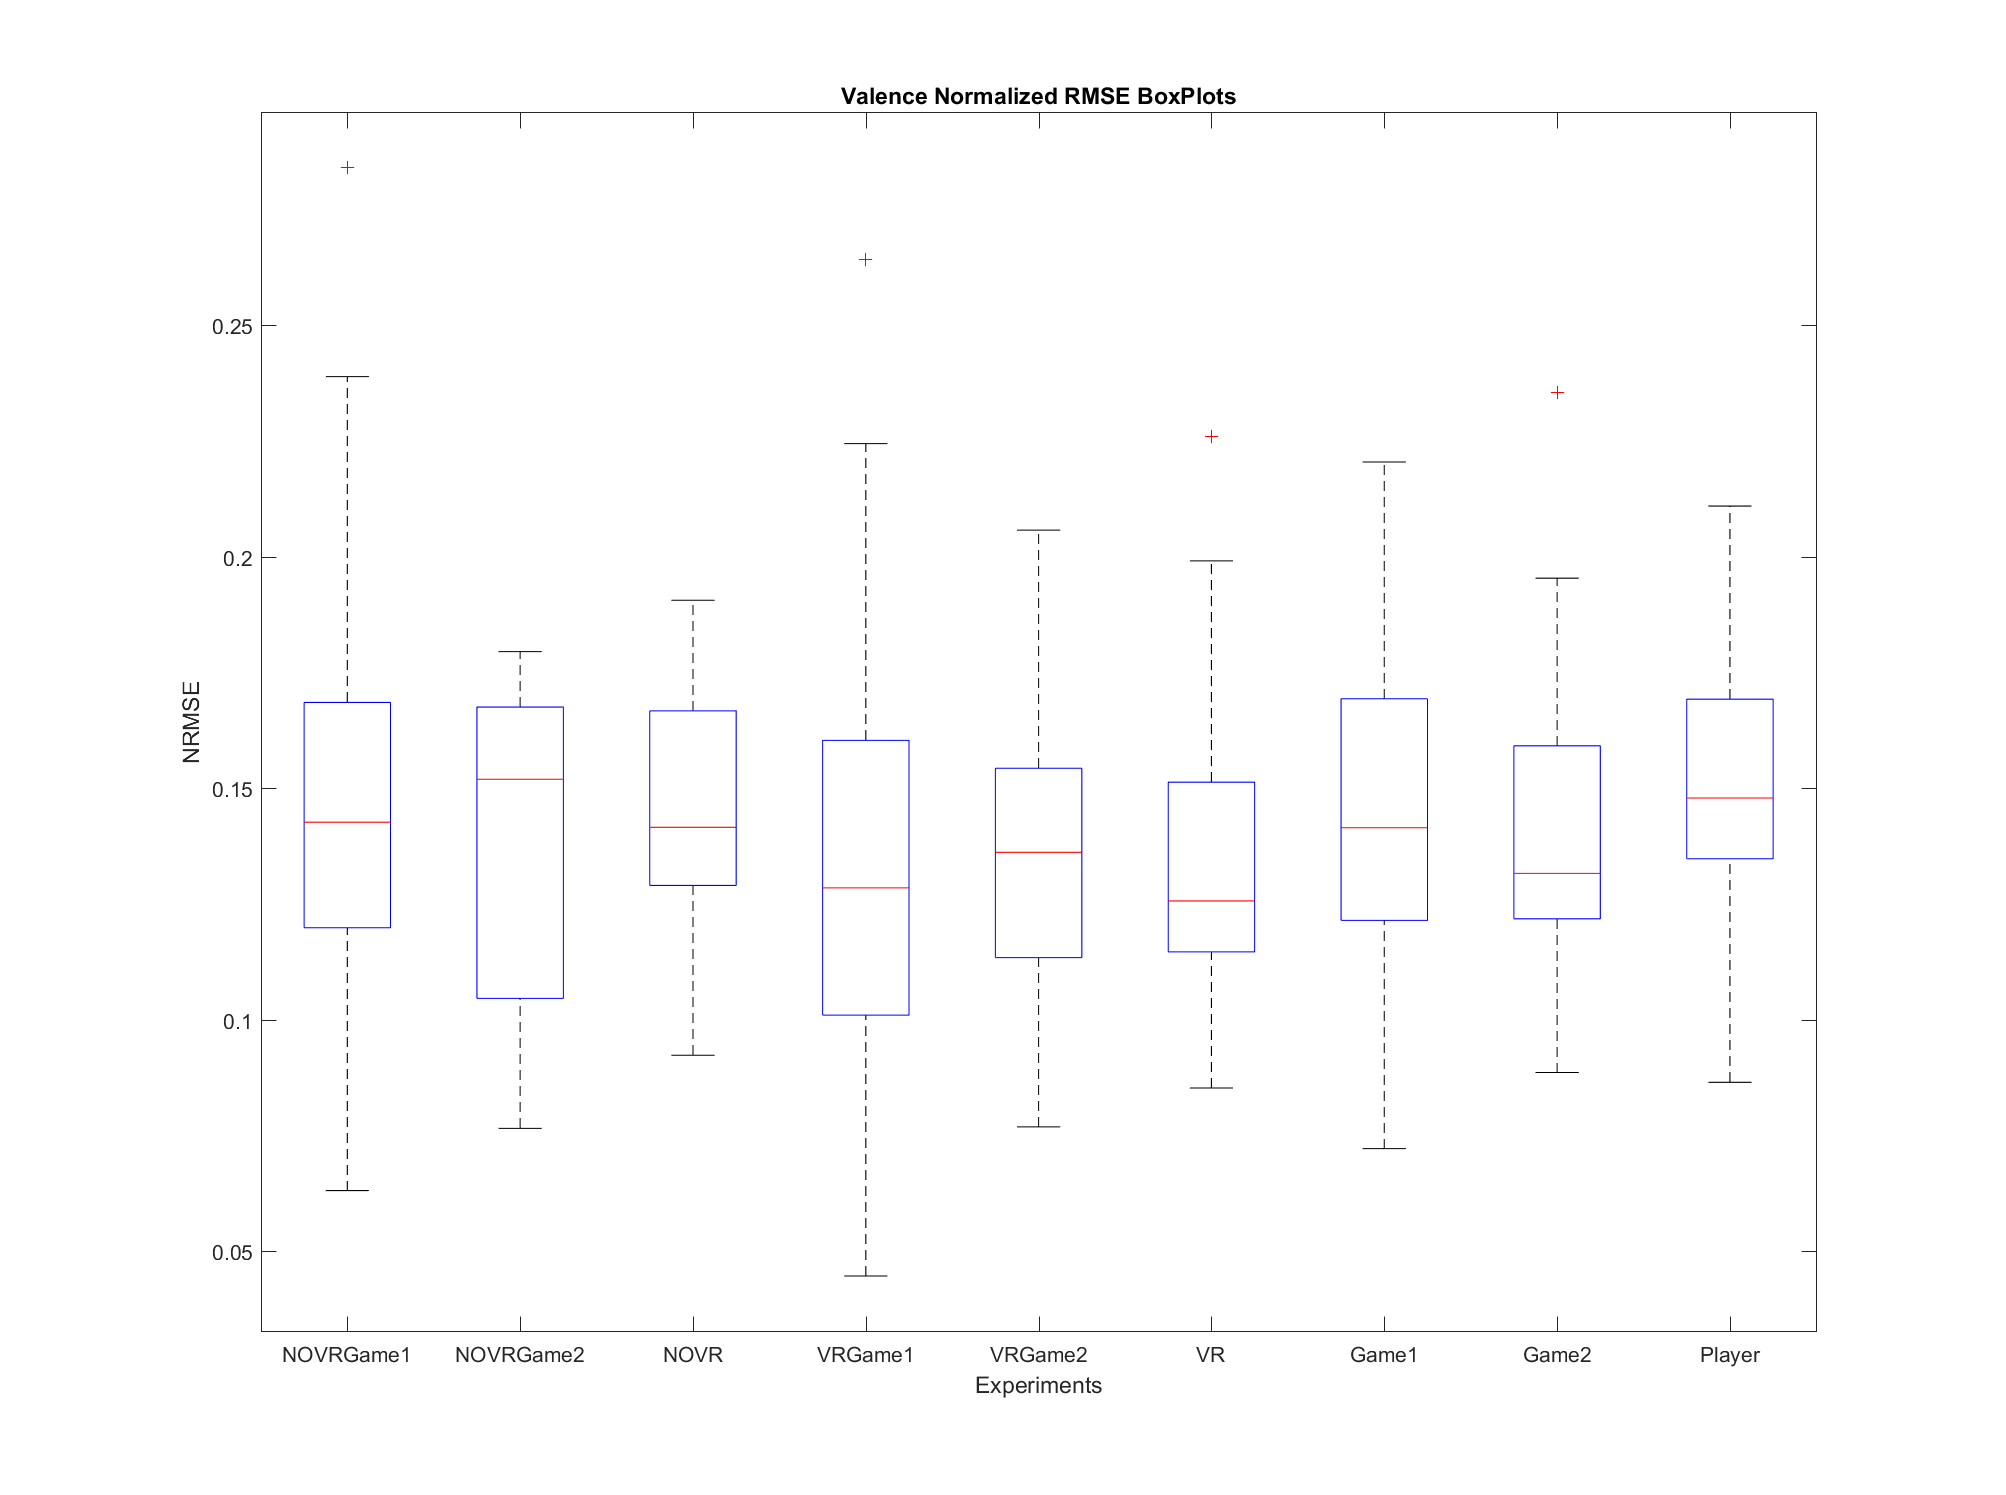 Valence Normalized RMSE BoxPlots
NRMSE
0.25
0.2
0.15
0.1
0.05
NOVRGame1 NOVRGame2 NOVR VRGame1 VRGame2 VR Game1 Game2 Player
Experiments